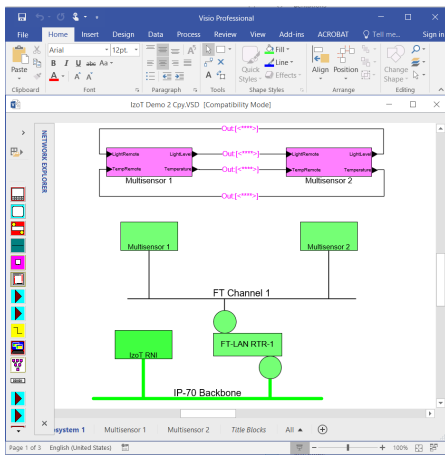 Visio Professional
File Home Insert Design Data Process Review View Add-ins ACROBAT Tell me... Sign in
Paste Arial 12pt. Quick Styles Fill Line Effects Align Position Change Shape
B I U abc Aa A A A
Clipboard Font Paragraph Tools Shape Styles Arrange Editing
IzoT Demo 2 Cpy.VSD [Compatibility Mode]
NETWORK EXPLORER
Out:[<****>]
LightRemote LightLevel Out:[<****>] LightRemote LightLevel
TempRemote Temperature Out:[<****>] TempRemote Temperature
Multisensor 1 Multisensor 2
Out:[<****>]
Multisensor 1 Multisensor 2
FT Channel 1
FT-LAN RTR-1
IzoT RNI
IP-70 Backbone
system 1 Multisensor 1 Multisensor 2 Title Blocks All
Page 1 of 3 English (United States) 100%